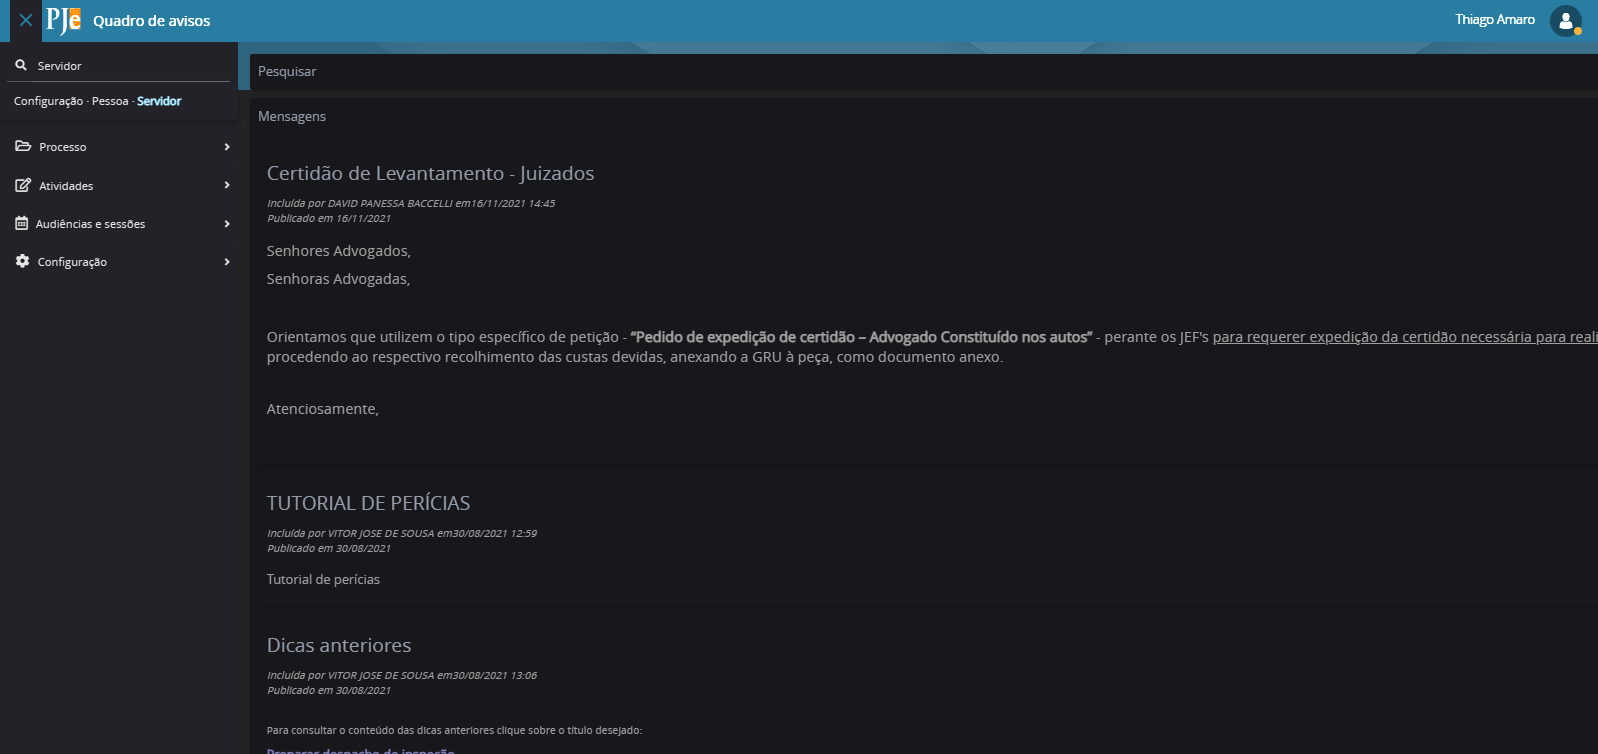 PJe Quadro de avisos
Thiago Amaro
Servidor
Configuração · Pessoa · Servidor
Processo
Atividades
Audiências e sessões
Configuração
Pesquisar
Mensagens
Certidão de Levantamento - Juizados
Incluída por DAVID PANESSA BACCELLI em16/11/2021 14:45
Publicado em 16/11/2021
Senhores Advogados,
Senhoras Advogadas,
Orientamos que utilizem o tipo específico de petição - “Pedido de expedição de certidão – Advogado Constituído nos autos” - perante os JEF's para requerer expedição da certidão necessária para reali
procedendo ao respectivo recolhimento das custas devidas, anexando a GRU à peça, como documento anexo.
Atenciosamente,
TUTORIAL DE PERÍCIAS
Incluída por VITOR JOSE DE SOUSA em30/08/2021 12:59
Publicado em 30/08/2021
Tutorial de perícias
Dicas anteriores
Incluída por VITOR JOSE DE SOUSA em30/08/2021 13:06
Publicado em 30/08/2021
Para consultar o conteúdo das dicas anteriores clique sobre o título desejado:
Preparar despacho de inspeção